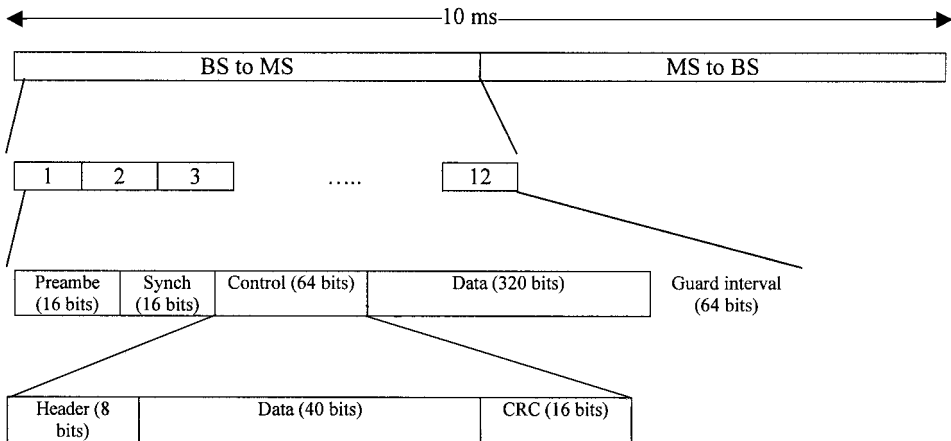 10 ms
BS to MS MS to BS
1 2 3 ..... 12
Preambe (16 bits) Synch (16 bits) Control (64 bits) Data (320 bits) Guard interval (64 bits)
Header (8 bits) Data (40 bits) CRC (16 bits)